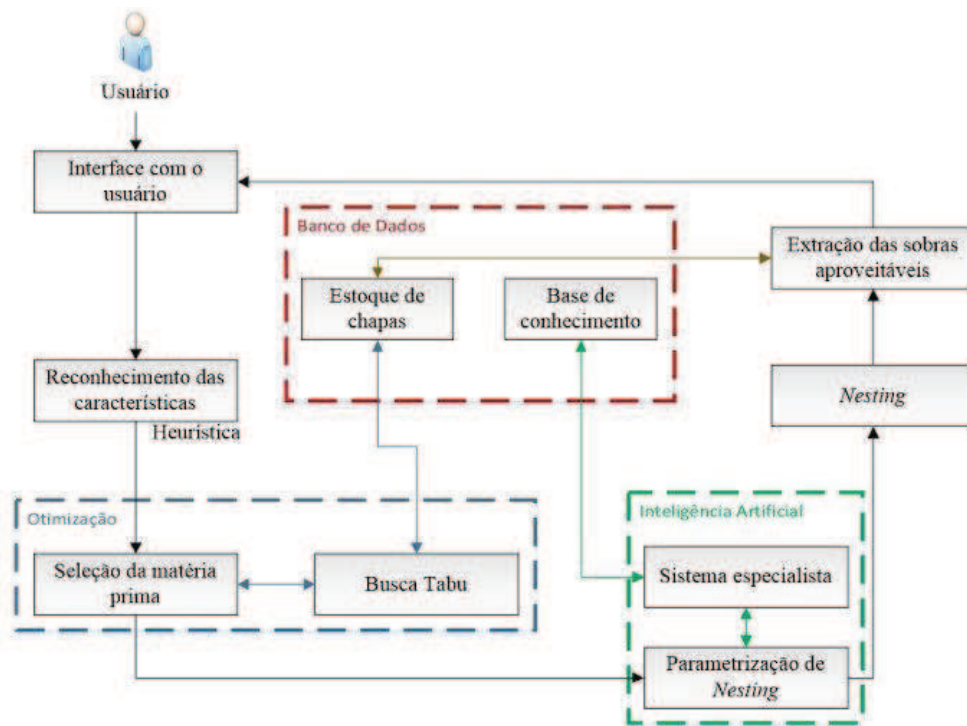 Usuário
Interface com o
usuário
Banco de Dados
Extração das sobras
aproveitáveis
Estoque de
chapas
Base de
conhecimento
Reconhecimento das
características
Heurística
Nesting
Otimização
Inteligência Artificial
Seleção da matéria
prima
Busca Tabu
Sistema especialista
Parametrização de
Nesting